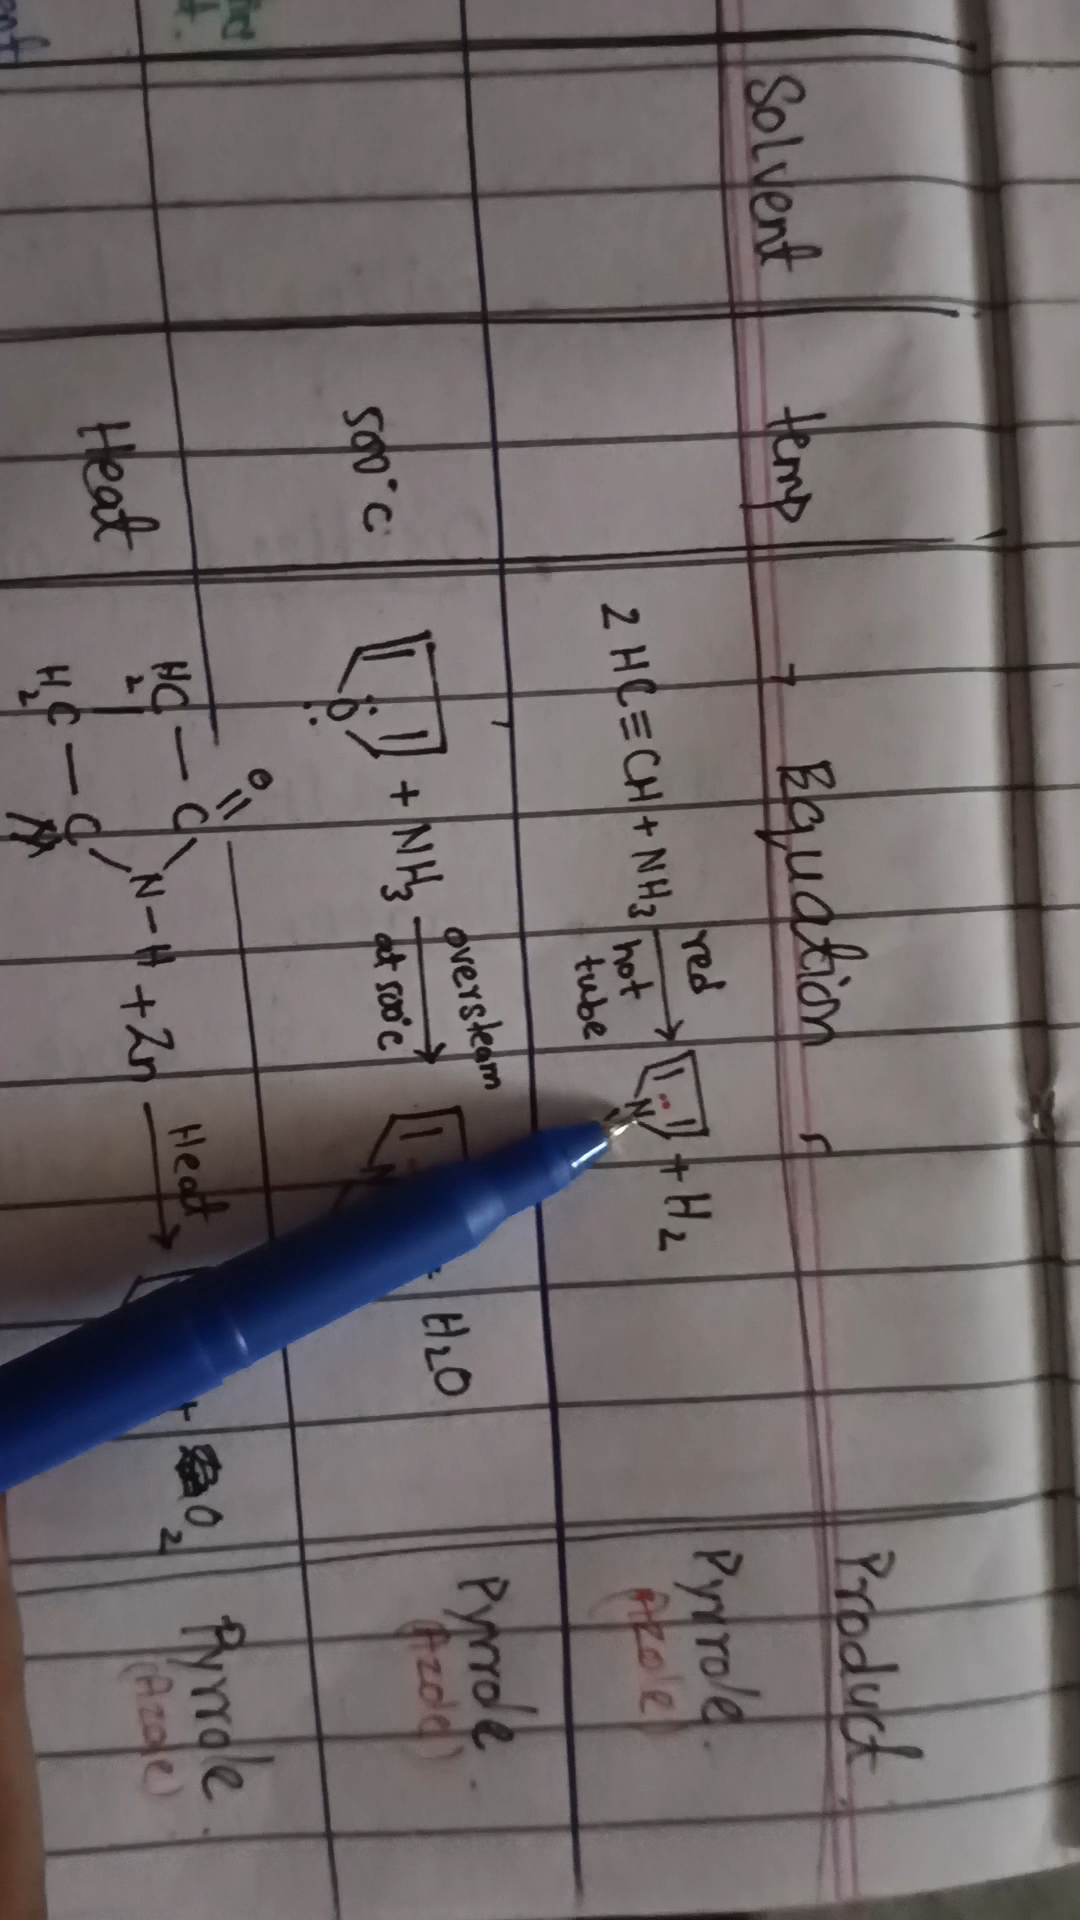 Solvent temp Equation Product
2 HC≡CH + NH3 red hot tube → N + H2 Pyrrole.
(Azole)
500°C O + NH3 over steam at 500°C → N + H2O Pyrrole.
(Azole).
O
Heat H2C – C N – H + Zn Heat → + O2 Pyrrole.
H2C – C (Azole)